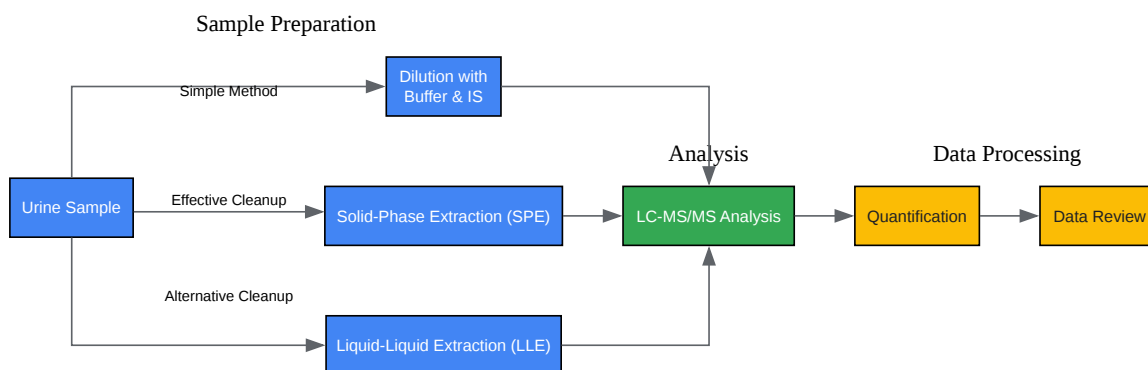 Sample Preparation
Simple Method
Dilution with
Buffer & IS
Analysis
Data Processing
Urine Sample
Effective Cleanup
Solid-Phase Extraction (SPE)
LC-MS/MS Analysis
Quantification
Data Review
Alternative Cleanup
Liquid-Liquid Extraction (LLE)